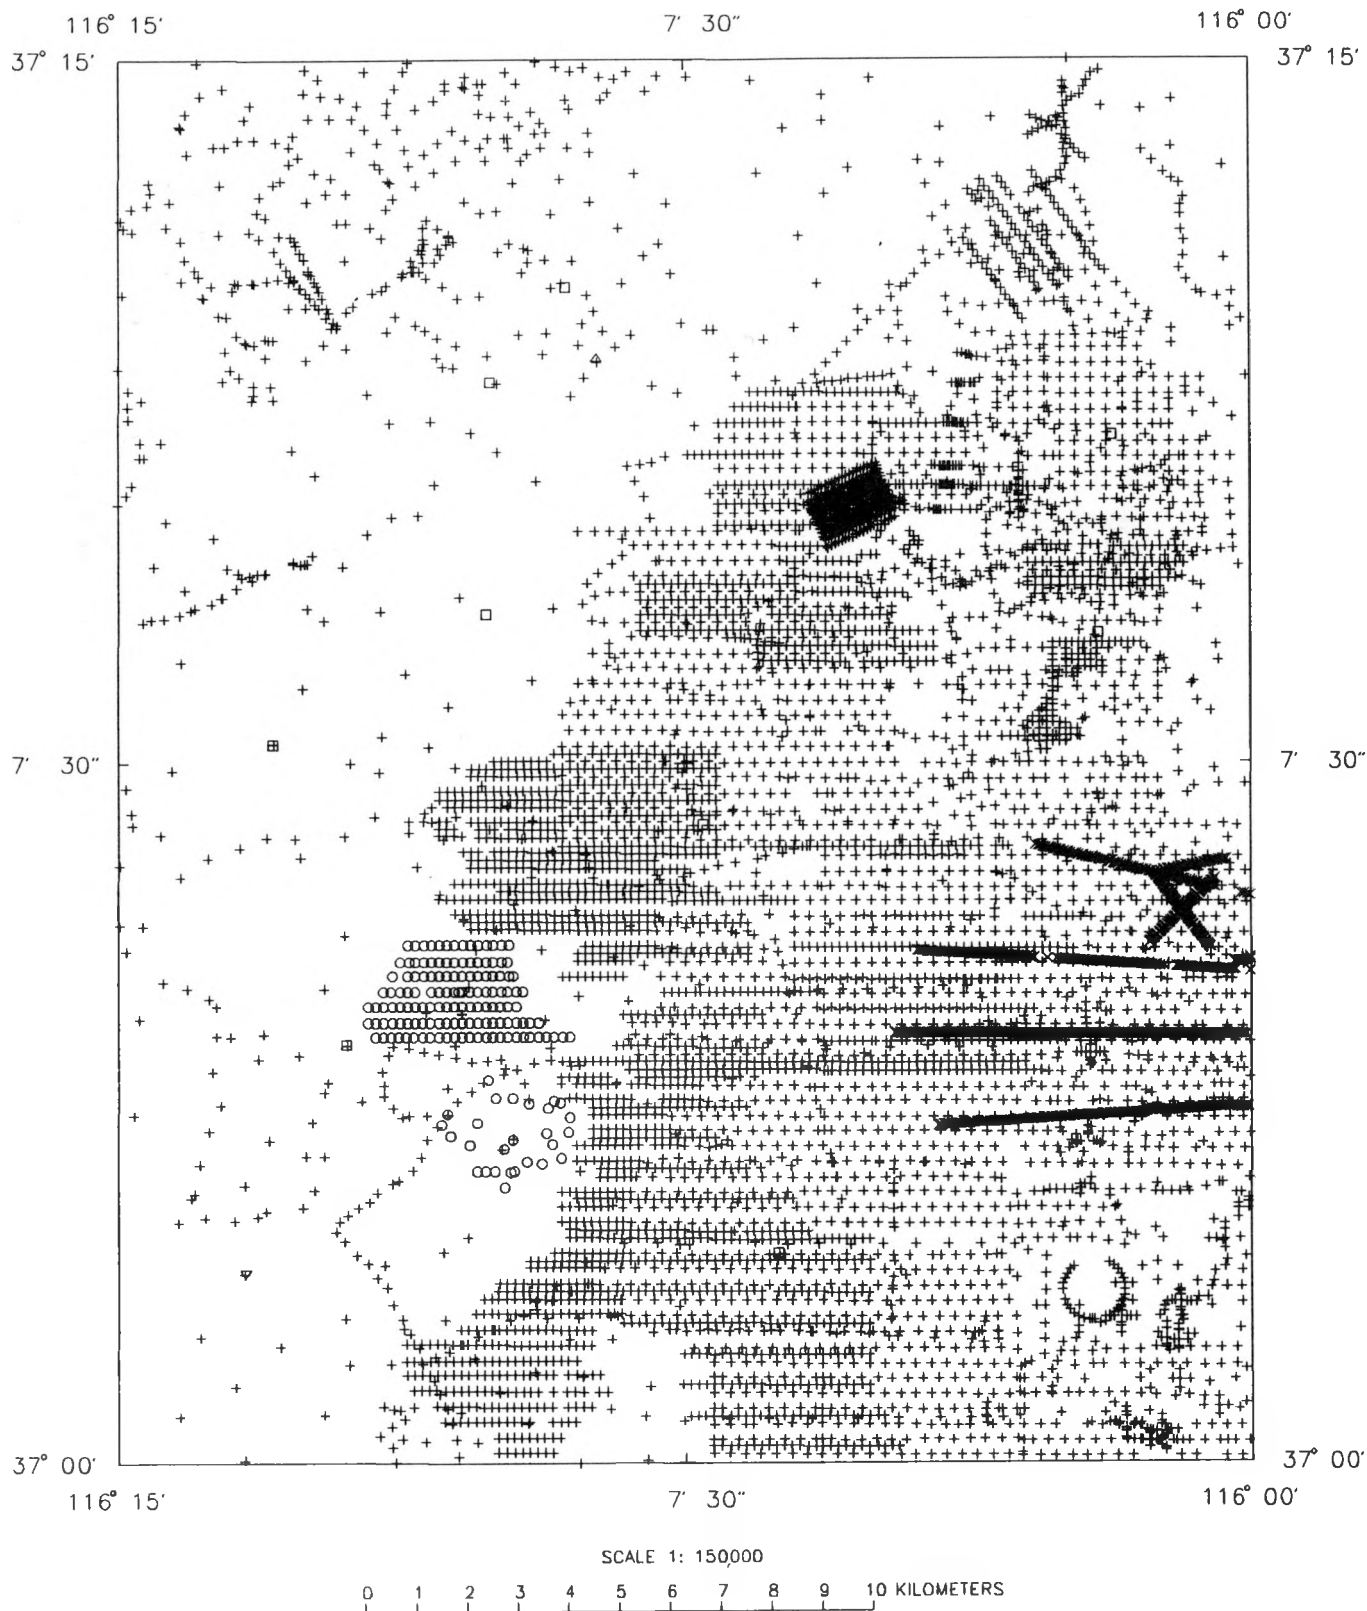 116° 15′ 7′ 30″ 116° 00′
37° 15′ 37° 15′
7′ 30″ 7′ 30″
37° 00′ 37° 00′
116° 15′ 7′ 30″ 116° 00′
SCALE 1: 150,000
0 1 2 3 4 5 6 7 8 9 10 KILOMETERS